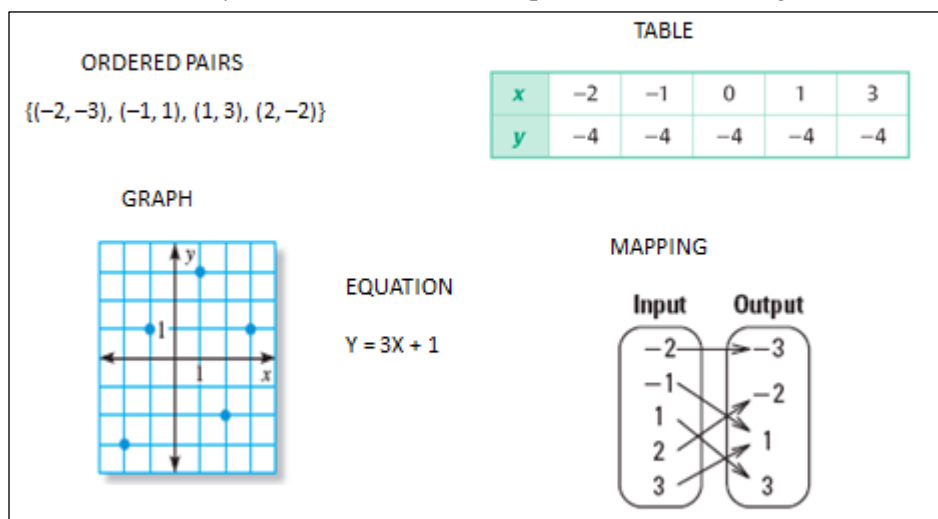 ORDERED PAIRS
{(–2, –3), (–1, 1), (1, 3), (2, –2)}
TABLE
x −2 −1 0 1 3
y −4 −4 −4 −4 −4
GRAPH
y
1
1
x
EQUATION
Y = 3X + 1
MAPPING
Input Output
−2 −3
−1 −2
1 1
2 3
3